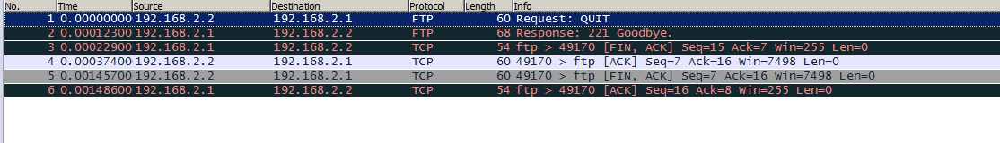 No. Time Source Destination Protocol Length Info
1 0.00000000 192.168.2.2 192.168.2.1 FTP 60 Request: QUIT
2 0.00012300 192.168.2.1 192.168.2.2 FTP 68 Response: 221 Goodbye.
3 0.00022900 192.168.2.1 192.168.2.2 TCP 54 ftp > 49170 [FIN, ACK] Seq=15 Ack=7 Win=255 Len=0
4 0.00037400 192.168.2.2 192.168.2.1 TCP 60 49170 > ftp [ACK] Seq=7 Ack=16 Win=7498 Len=0
5 0.00145700 192.168.2.2 192.168.2.1 TCP 60 49170 > ftp [FIN, ACK] Seq=7 Ack=16 Win=7498 Len=0
6 0.00148600 192.168.2.1 192.168.2.2 TCP 54 ftp > 49170 [ACK] Seq=16 Ack=8 Win=255 Len=0